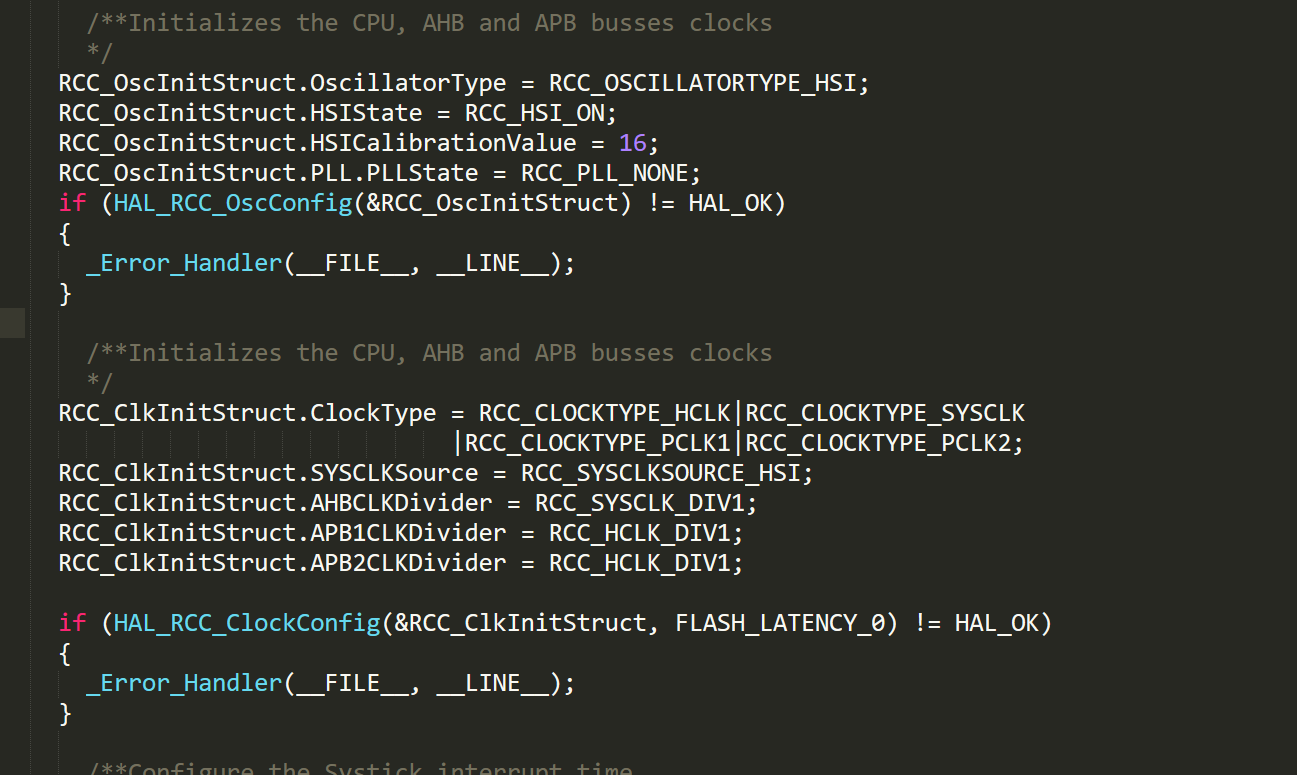 /**Initializes the CPU, AHB and APB busses clocks
*/
RCC_OscInitStruct.OscillatorType = RCC_OSCILLATORTYPE_HSI;
RCC_OscInitStruct.HSIState = RCC_HSI_ON;
RCC_OscInitStruct.HSICalibrationValue = 16;
RCC_OscInitStruct.PLL.PLLState = RCC_PLL_NONE;
if (HAL_RCC_OscConfig(&RCC_OscInitStruct) != HAL_OK)
{
_Error_Handler(__FILE__, __LINE__);
}
/**Initializes the CPU, AHB and APB busses clocks
*/
RCC_ClkInitStruct.ClockType = RCC_CLOCKTYPE_HCLK|RCC_CLOCKTYPE_SYSCLK
|RCC_CLOCKTYPE_PCLK1|RCC_CLOCKTYPE_PCLK2;
RCC_ClkInitStruct.SYSCLKSource = RCC_SYSCLKSOURCE_HSI;
RCC_ClkInitStruct.AHBCLKDivider = RCC_SYSCLK_DIV1;
RCC_ClkInitStruct.APB1CLKDivider = RCC_HCLK_DIV1;
RCC_ClkInitStruct.APB2CLKDivider = RCC_HCLK_DIV1;
if (HAL_RCC_ClockConfig(&RCC_ClkInitStruct, FLASH_LATENCY_0) != HAL_OK)
{
_Error_Handler(__FILE__, __LINE__);
}
/**Configure the Systick interrupt time